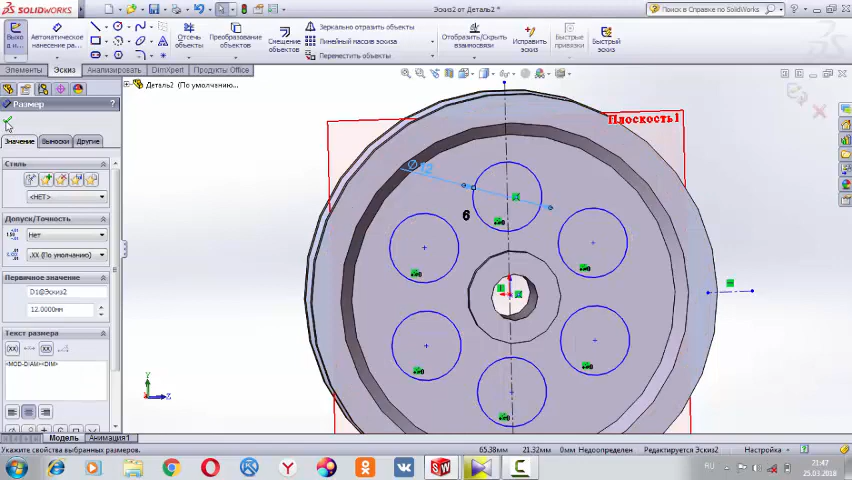 SOLIDWORKS
Эскиз2 от Деталь2 *
Поиск в Справке по SolidWorks
Автоматическое нанесение раз...
Отсечь объекты
Преобразование объектов
Смещение объектов
Зеркально отразить объекты
Линейный массив эскиза
Переместить объекты
Отобразить/Скрыть взаимосвязи
Исправить эскиз
Быстрые привязки
Быстрый эскиз
Элементы
Эскиз
Анализировать
DimXpert
Продукты Office
Деталь2 (По умолчанию...
Размер
Значение
Выноски
Другие
Стиль
<НЕТ>
Допуск/Точность
Нет
.XX (По умолчанию)
Первичное значение
D1@Эскиз2
12.0000мм
Текст размера
<MOD-DIAM><DIM>
Плоскость1
Ø12
6
Y
Z
Модель
Анимация1
Укажите свойства выбранных размеров.
65.38мм
21.32mm
0мм
Недоопределен
Редактируется Эскиз2
Настройка
RU
21:47
25.03.2018